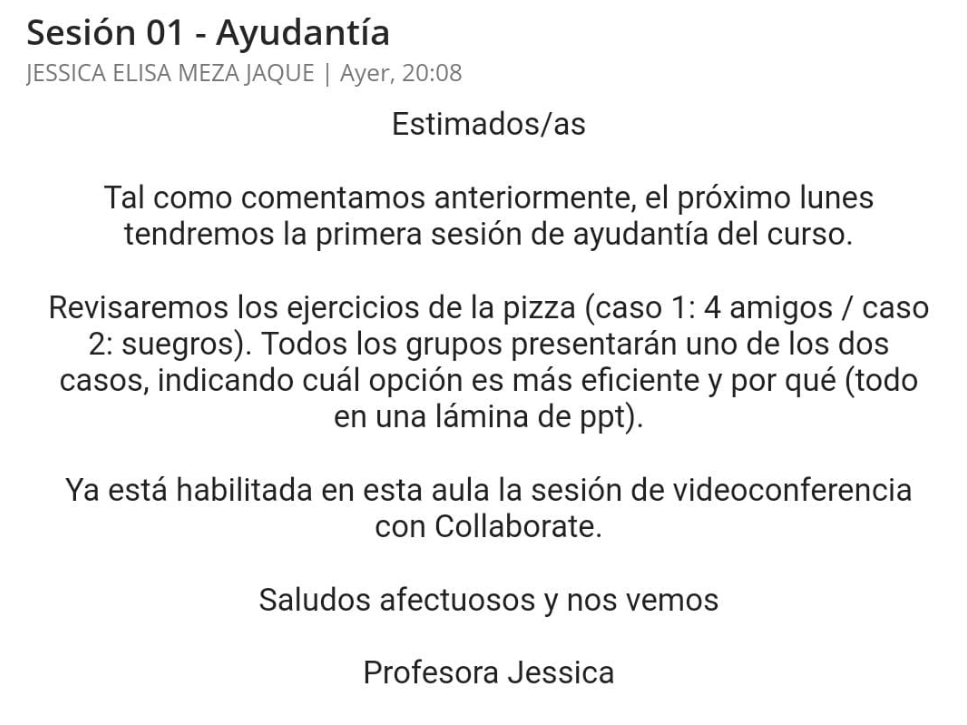 Sesión 01 - Ayudantía
JESSICA ELISA MEZA JAQUE | Ayer, 20:08
Estimados/as
Tal como comentamos anteriormente, el próximo lunes
tendremos la primera sesión de ayudantía del curso.
Revisaremos los ejercicios de la pizza (caso 1: 4 amigos / caso
2: suegros). Todos los grupos presentarán uno de los dos
casos, indicando cuál opción es más eficiente y por qué (todo
en una lámina de ppt).
Ya está habilitada en esta aula la sesión de videoconferencia
con Collaborate.
Saludos afectuosos y nos vemos
Profesora Jessica